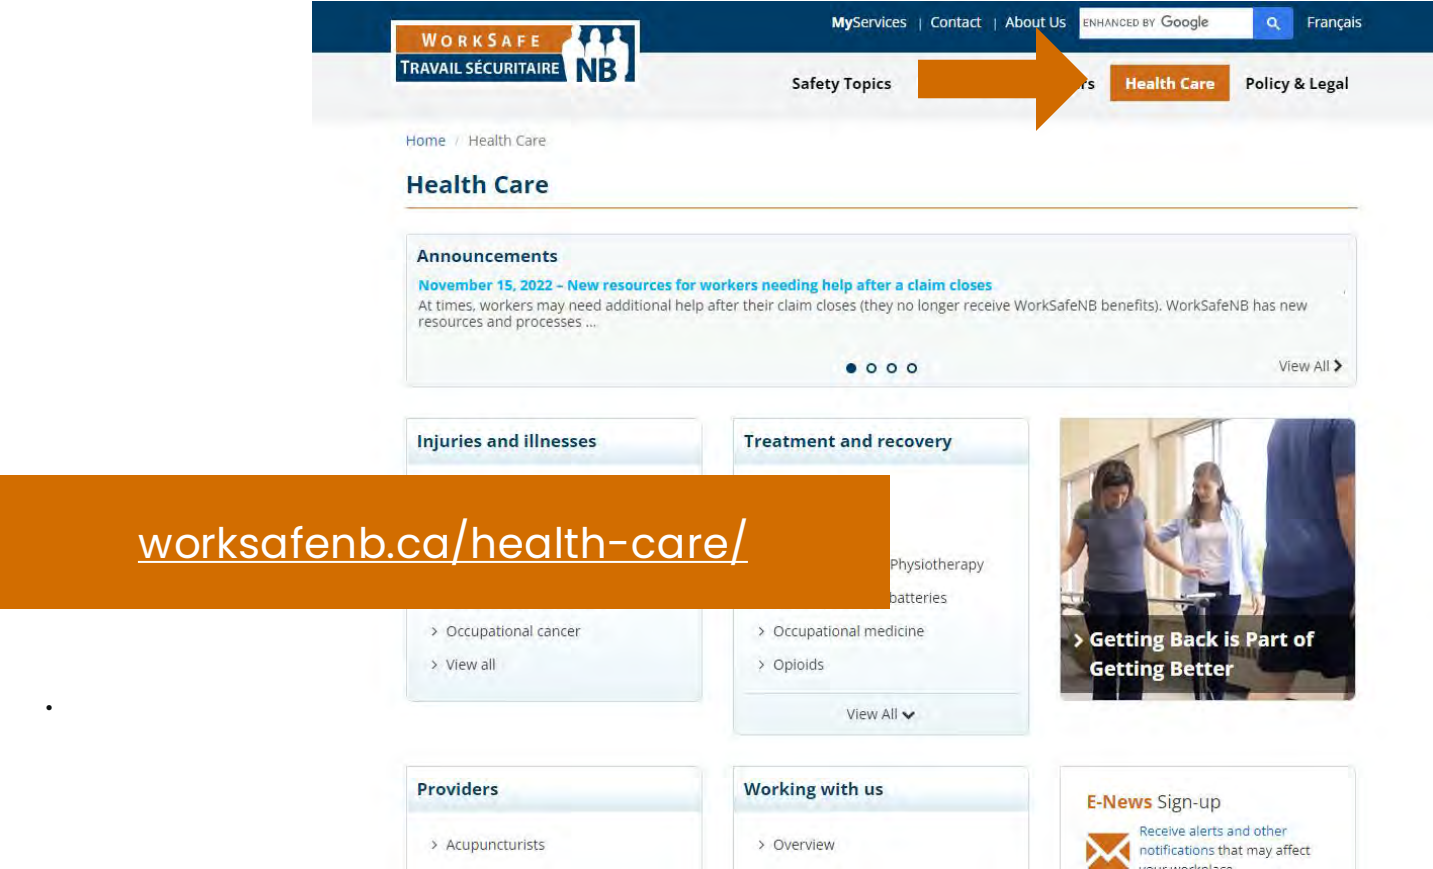 MyServices | Contact | About Us ENHANCED BY Google Français
WORKSAFE
TRAVAIL SÉCURITAIRE NB
Safety Topics Health Care Policy & Legal
Home / Health Care
Health Care
Announcements
November 15, 2022 – New resources for workers needing help after a claim closes
At times, workers may need additional help after their claim closes (they no longer receive WorkSafeNB benefits). WorkSafeNB has new
resources and processes ...
View All
Injuries and illnesses
Treatment and recovery
worksafenb.ca/health-care/
Physiotherapy
batteries
> Occupational cancer
> View all
> Occupational medicine
> Opioids
View All
> Getting Back is Part of
Getting Better
Providers
> Acupuncturists
Working with us
> Overview
E-News Sign-up
Receive alerts and other
notifications that may affect
your workplace